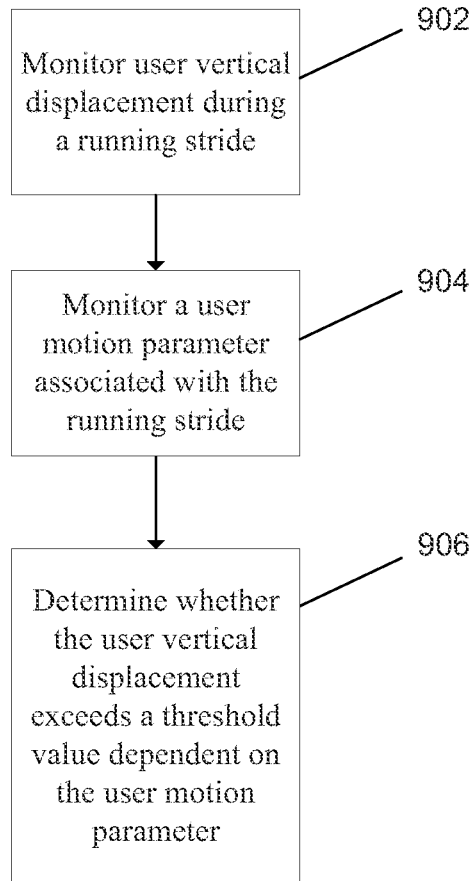 902
Monitor user vertical
displacement during
a running stride
904
Monitor a user
motion parameter
associated with the
running stride
906
Determine whether
the user vertical
displacement
exceeds a threshold
value dependent on
the user motion
parameter